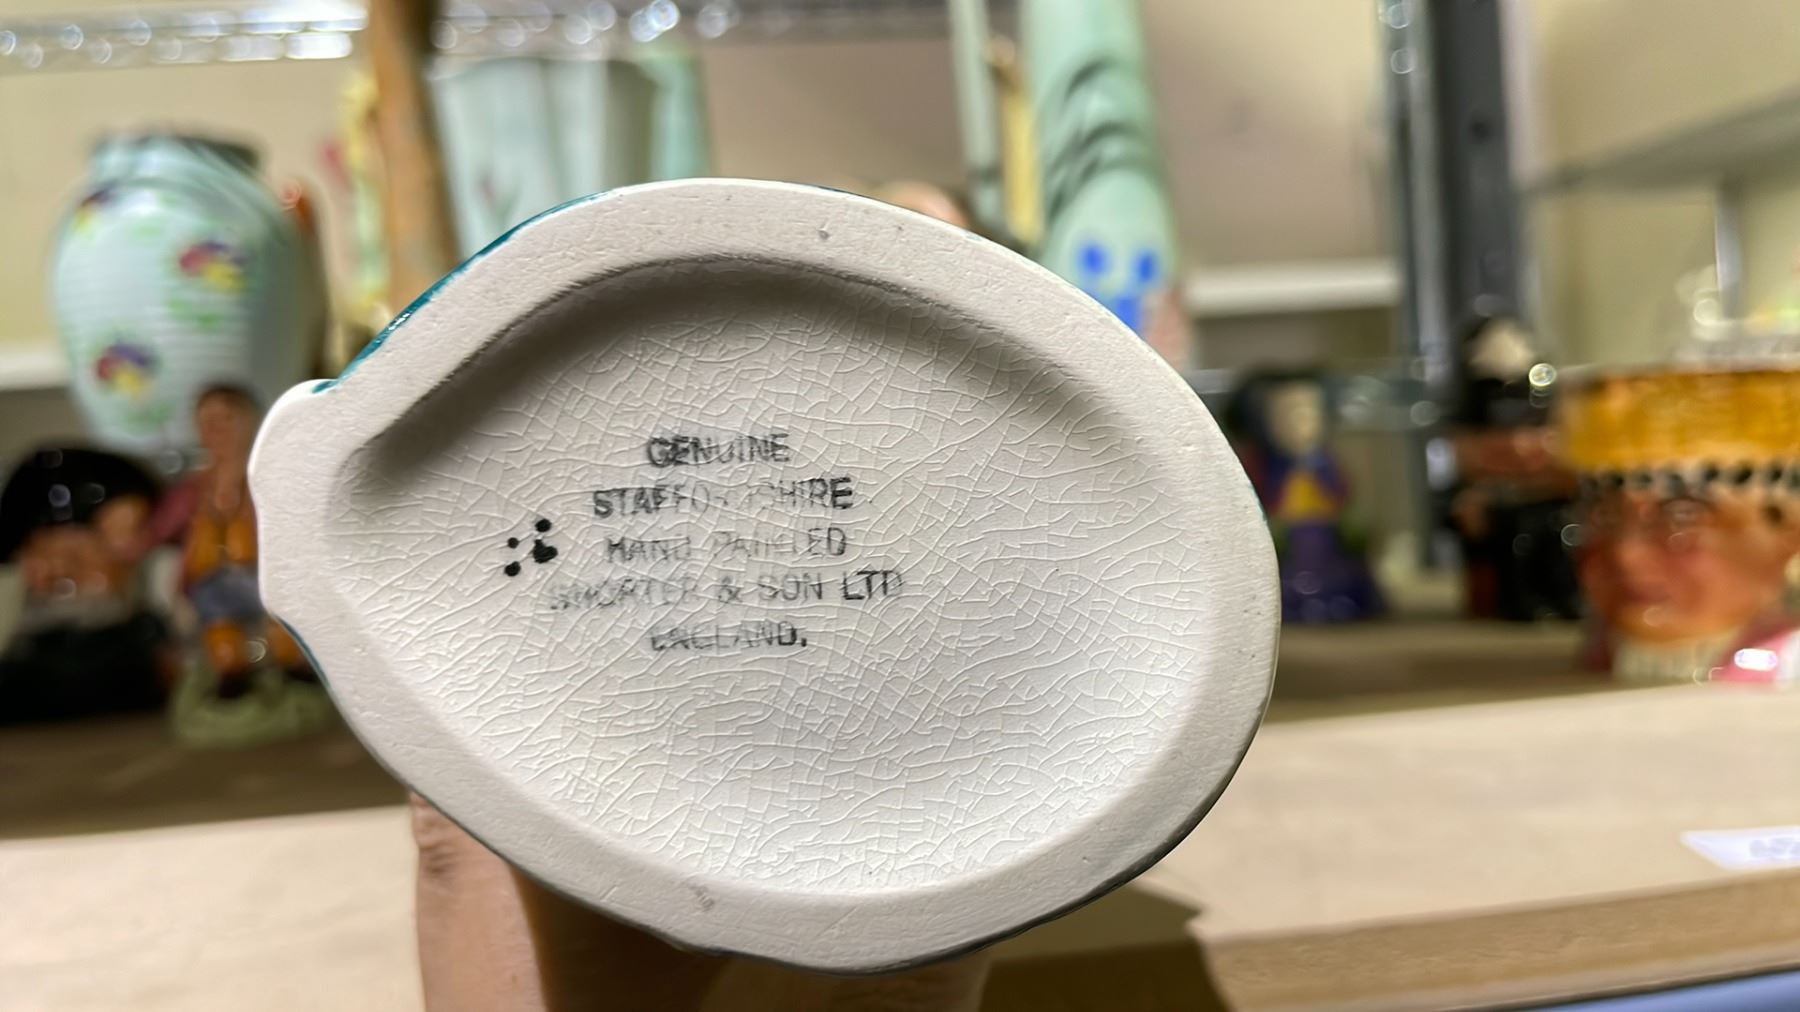 GENUINE
STAFFORDSHIRE
HAND PAINTED
SHORTER & SON LTD
ENGLAND.